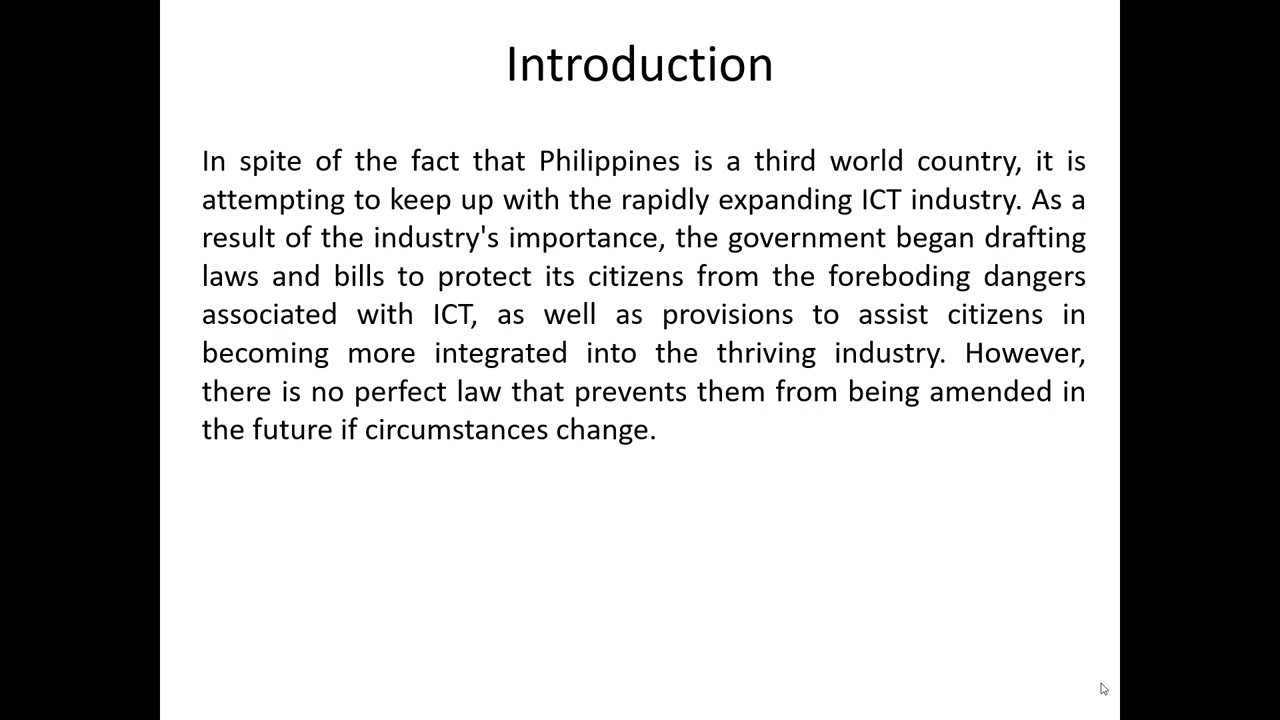 Introduction
In spite of the fact that Philippines is a third world country, it is
attempting to keep up with the rapidly expanding ICT industry. As a
result of the industry's importance, the government began drafting
laws and bills to protect its citizens from the foreboding dangers
associated with ICT, as well as provisions to assist citizens in
becoming more integrated into the thriving industry. However,
there is no perfect law that prevents them from being amended in
the future if circumstances change.